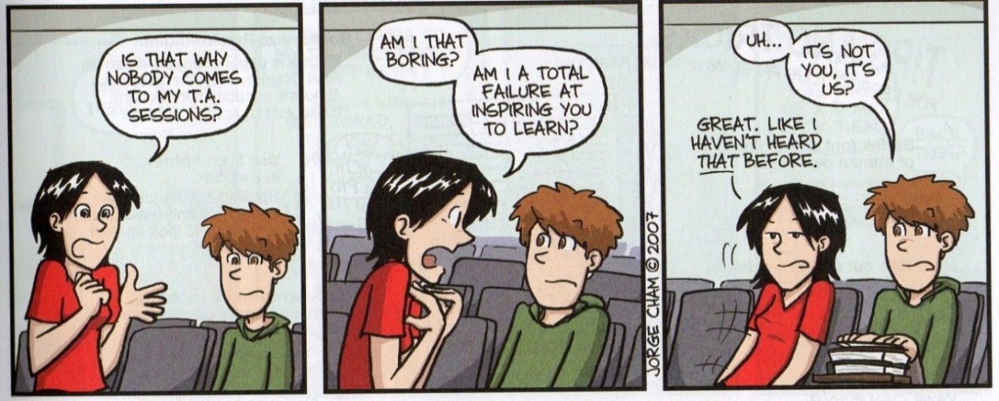 IS THAT WHY
NOBODY COMES
TO MY T.A.
SESSIONS?
AM I THAT
BORING?
AM I A TOTAL
FAILURE AT
INSPIRING YOU
TO LEARN?
JORGE CHAM © 2007
UH...
IT'S NOT
YOU, IT'S
US?
GREAT. LIKE I
HAVEN'T HEARD
THAT BEFORE.